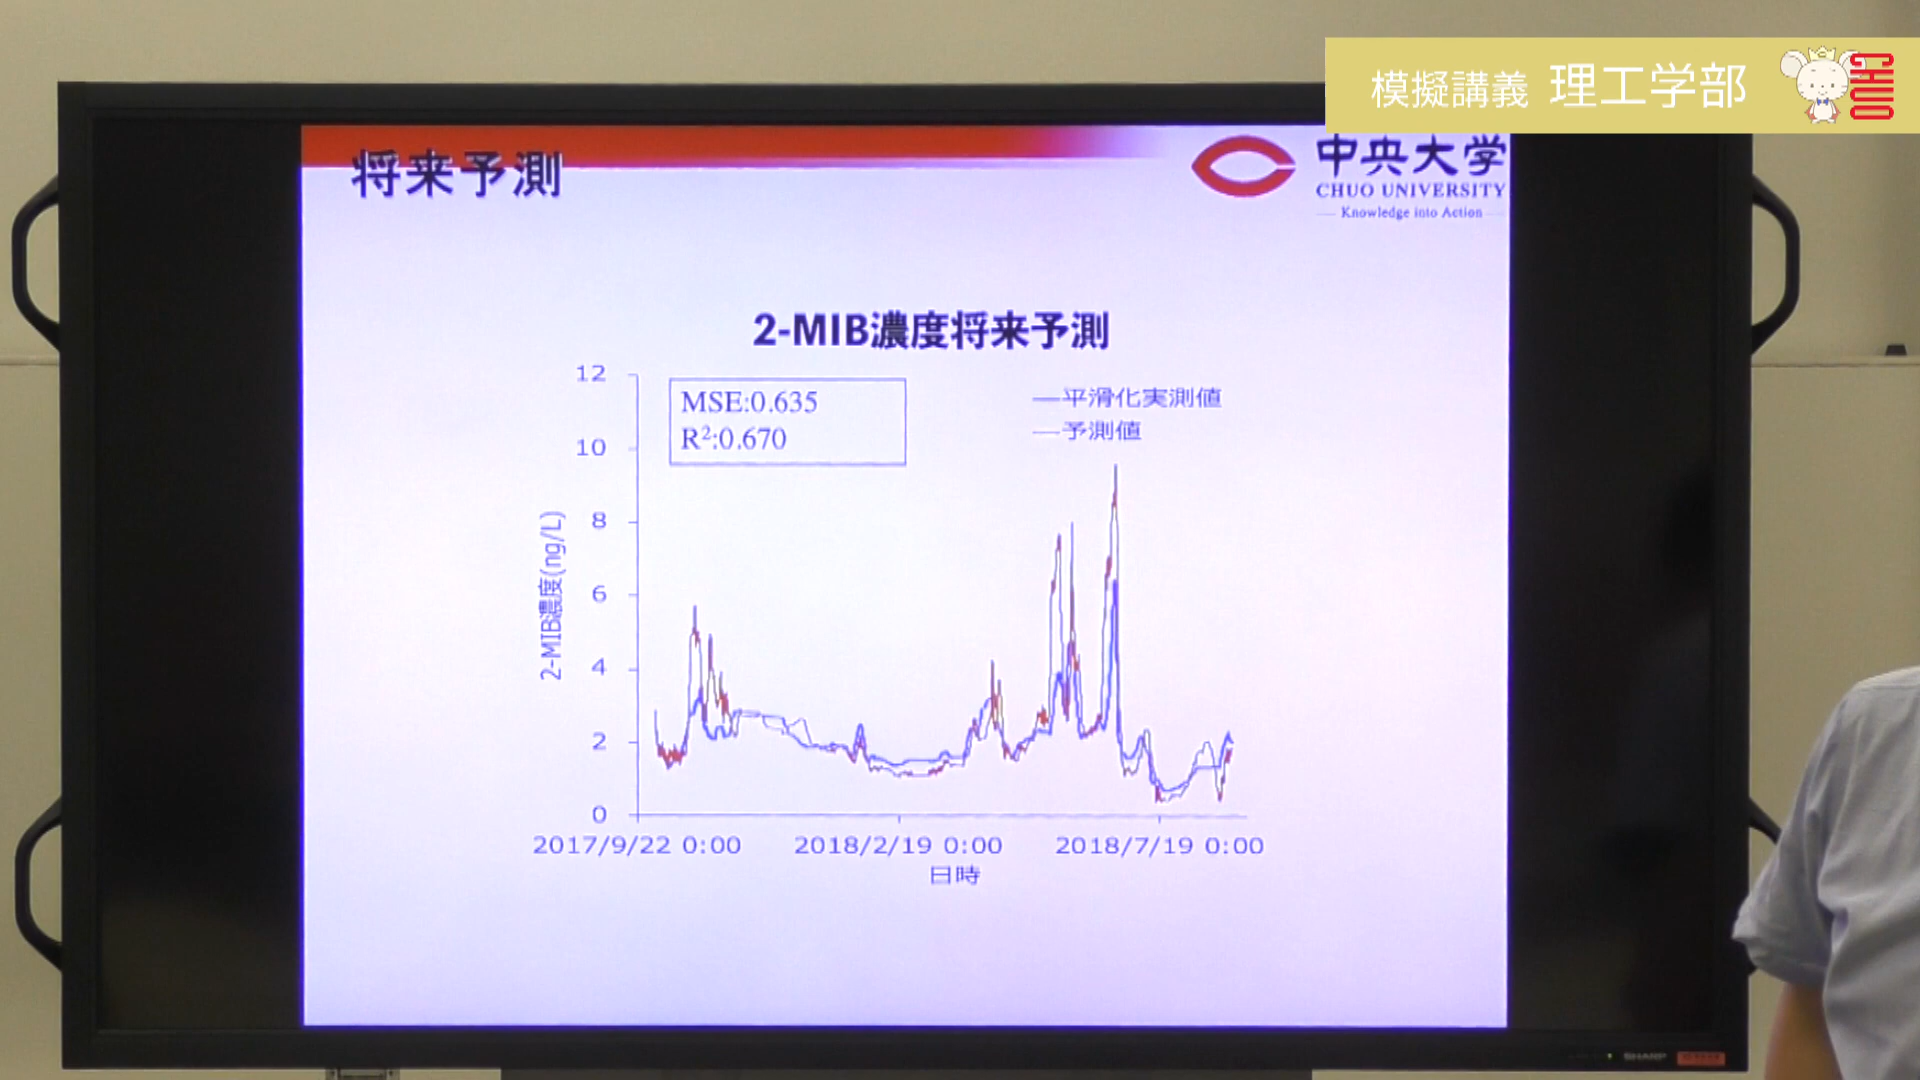 模擬講義 理工学部
CHUO
将来予測
中央大学
CHUO UNIVERSITY
Knowledge into Action
2-MIB濃度将来予測
12
10
8
6
4
2
0
MSE:0.635
R²:0.670
平滑化実測値
予測値
2-MIB濃度(ng/L)
2017/9/22 0:00
2018/2/19 0:00
2018/7/19 0:00
日時
SHARP